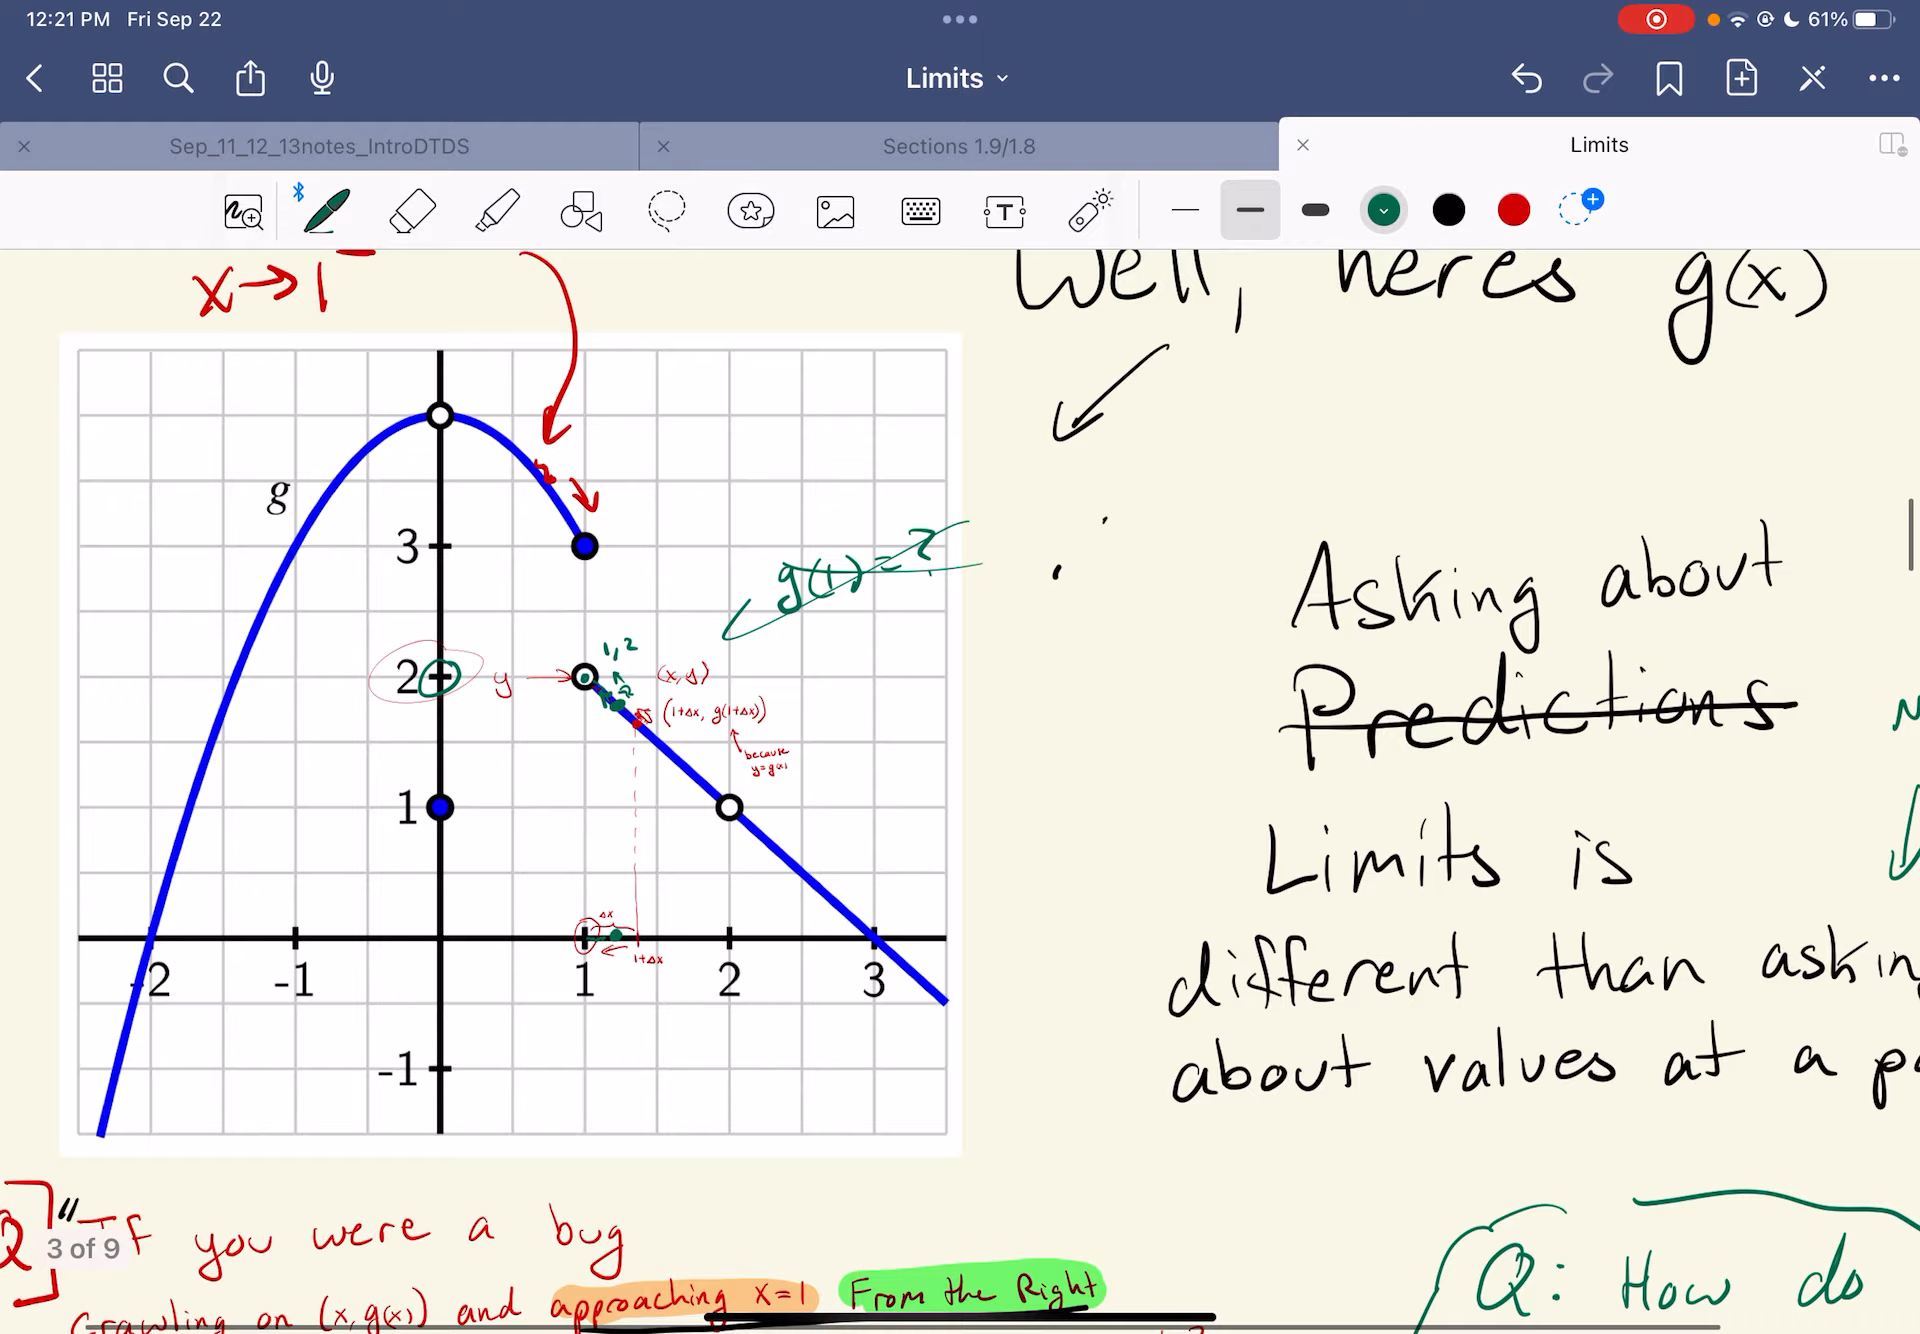 12:21 PM Fri Sep 22
61%
Limits
Sep_11_12_13notes_IntroDTDS
Sections 1.9/1.8
Limits
x→1⁻
Well, heres g(x)
g
3
g(1)=?
Asking about
1,2
2
y
(x,y)
(1+Δx, g(1+Δx))
Predictions
because
y=g(x)
1
Limits is
Δx
1+Δx
different than askin
-2
-1
1
2
3
-1
about values at a p
Q] "If you were a bug
3 of 9
Q: How do
Crawling on (x,g(x)) and approaching x=1 From the Right